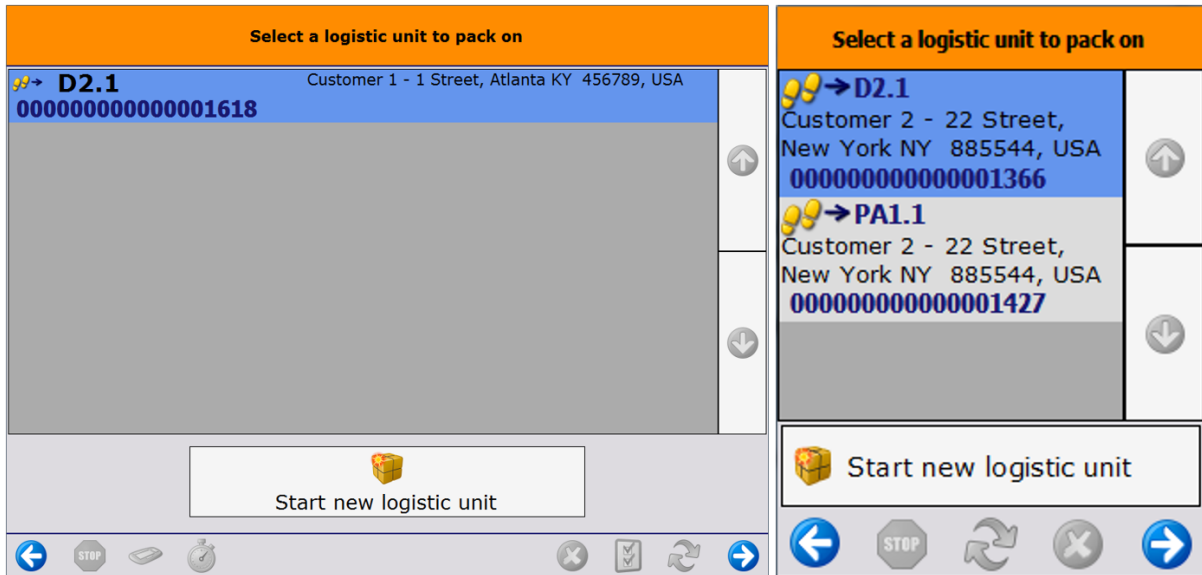 Select a logistic unit to pack on
D2.1 Customer 1 - 1 Street, Atlanta KY 456789, USA
000000000000001618
Start new logistic unit
STOP
Select a logistic unit to pack on
D2.1
Customer 2 - 22 Street,
New York NY 885544, USA
000000000000001366
PA1.1
Customer 2 - 22 Street,
New York NY 885544, USA
000000000000001427
Start new logistic unit
STOP